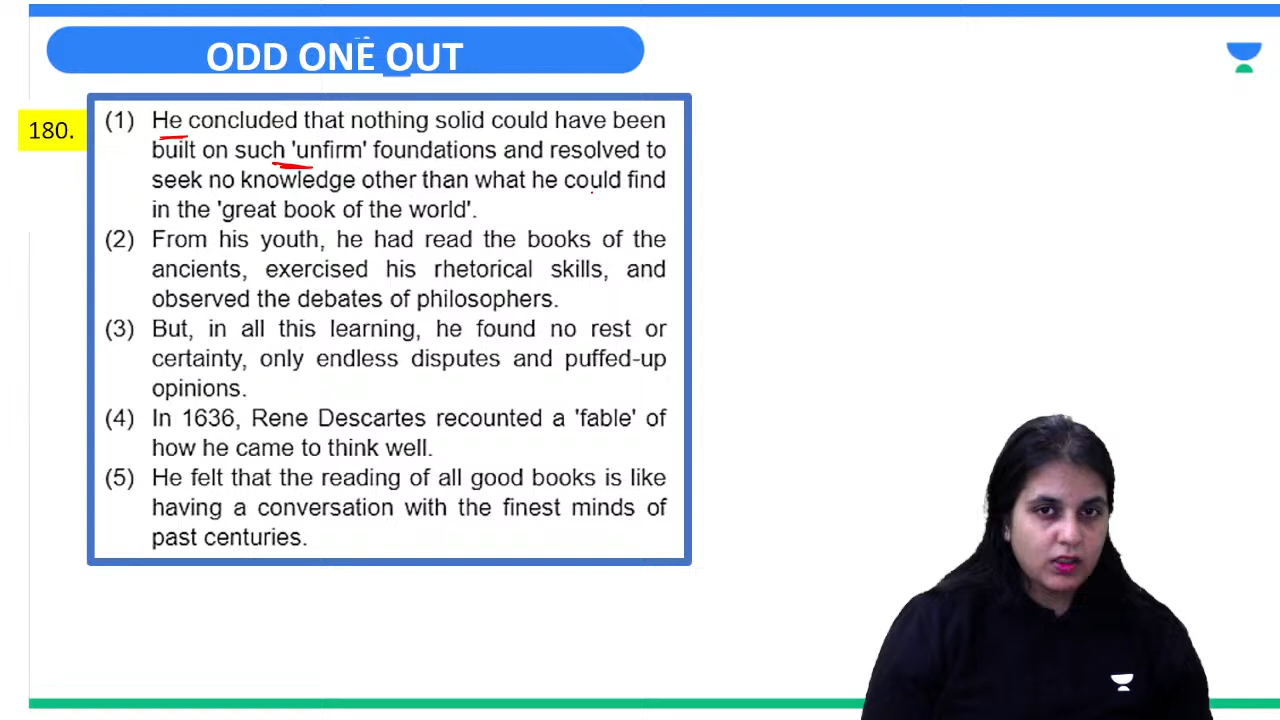 ODD ONE OUT
180.
(1) He concluded that nothing solid could have been
built on such 'unfirm' foundations and resolved to
seek no knowledge other than what he could find
in the 'great book of the world'.
(2) From his youth, he had read the books of the
ancients, exercised his rhetorical skills, and
observed the debates of philosophers.
(3) But, in all this learning, he found no rest or
certainty, only endless disputes and puffed-up
opinions.
(4) In 1636, Rene Descartes recounted a 'fable' of
how he came to think well.
(5) He felt that the reading of all good books is like
having a conversation with the finest minds of
past centuries.